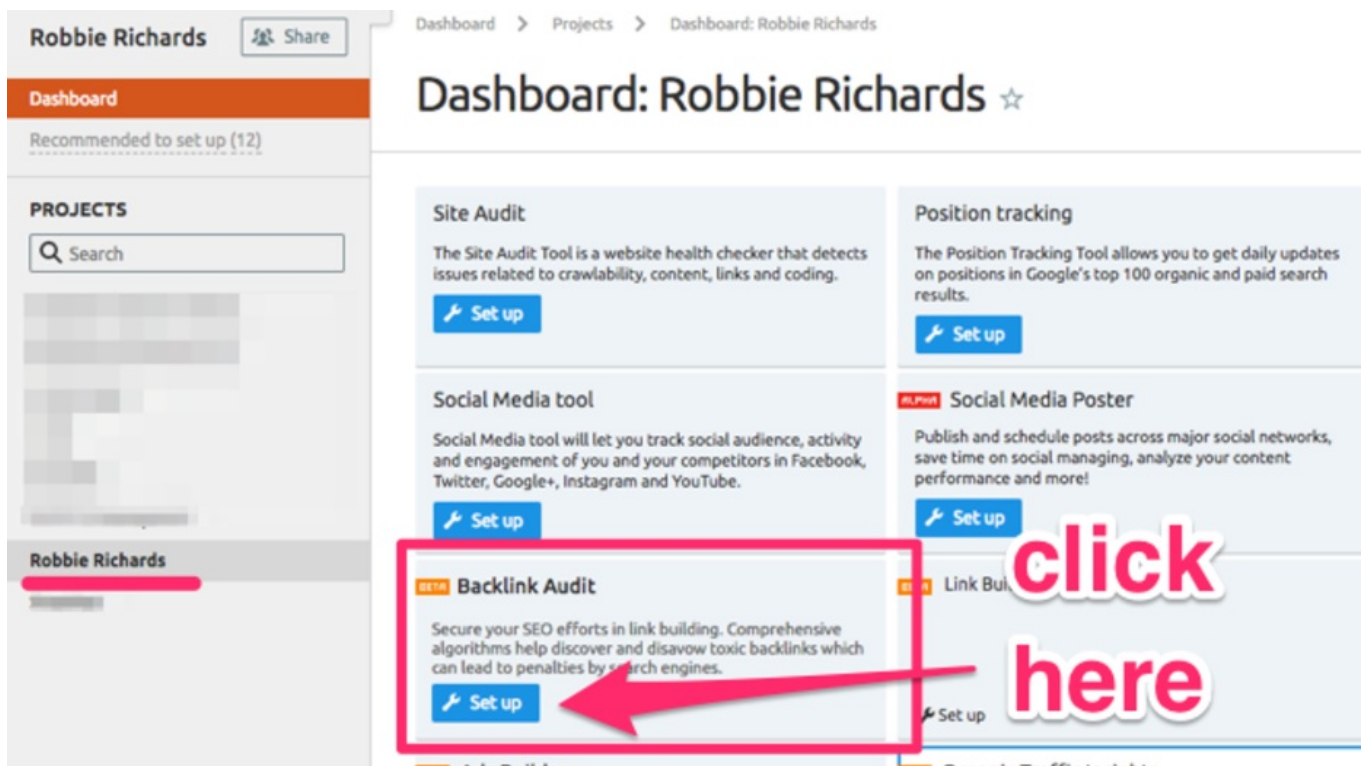 Robbie Richards
Share
Dashboard
Recommended to set up (12)
PROJECTS
Search
Robbie Richards
Dashboard > Projects > Dashboard: Robbie Richards
Dashboard: Robbie Richards
Site Audit
The Site Audit Tool is a website health checker that detects
issues related to crawlability, content, links and coding.
Set up
Position tracking
The Position Tracking Tool allows you to get daily updates
on positions in Google's top 100 organic and paid search
results.
Set up
Social Media tool
Social Media tool will let you track social audience, activity
and engagement of you and your competitors in Facebook,
Twitter, Google+, Instagram and YouTube.
Set up
ALPHA Social Media Poster
Publish and schedule posts across major social networks,
save time on social managing, analyze your content
performance and more!
Set up
BETA Backlink Audit
Secure your SEO efforts in link building. Comprehensive
algorithms help discover and disavow toxic backlinks which
can lead to penalties by search engines.
Set up
Link
Set up
click
here